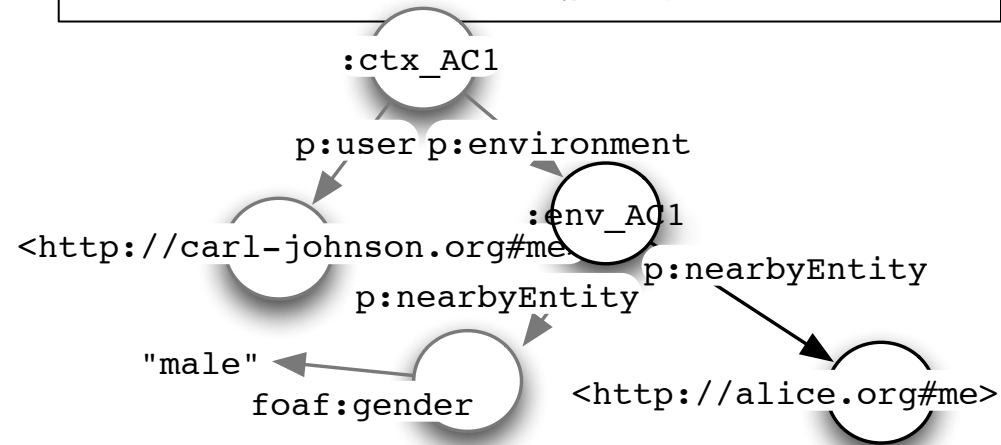 :ctx_AC1
p:user p:environment
:env_AC1
<http://carl-johnson.org#me>
p:nearbyEntity
p:nearbyEntity
"male"
foaf:gender
<http://alice.org#me>